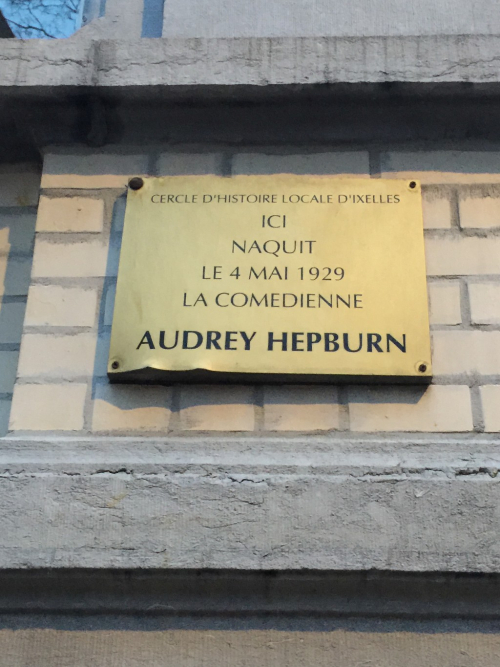 CERCLE D'HISTOIRE LOCALE D'IXELLES
ICI
NAQUIT
LE 4 MAI 1929
LA COMEDIENNE
AUDREY HEPBURN